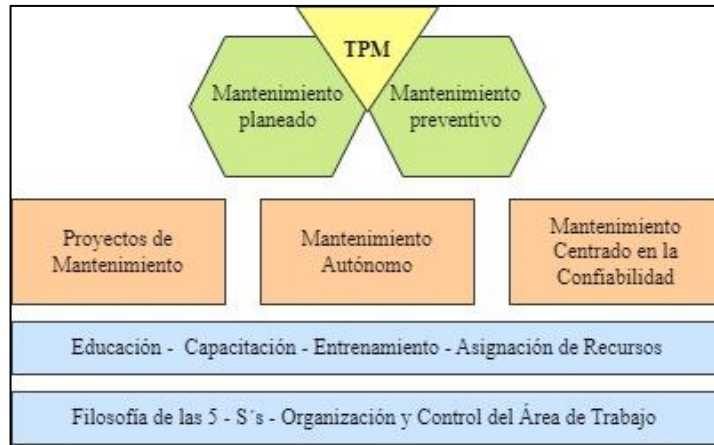 TPM
Mantenimiento
planeado
Mantenimiento
preventivo
Proyectos de
Mantenimiento
Mantenimiento
Autónomo
Mantenimiento
Centrado en la
Confiabilidad
Educación - Capacitación - Entrenamiento - Asignación de Recursos
Filosofía de las 5 - S´s - Organización y Control del Área de Trabajo